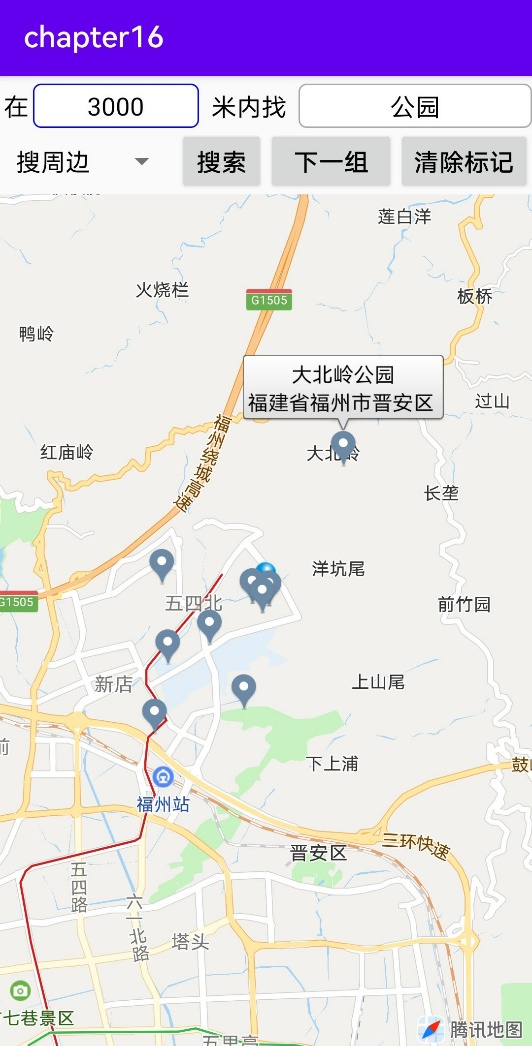 chapter16
在 3000 米内找 公园
搜周边 搜索 下一组 清除标记
莲白洋
火烧栏
板桥
G1505
鸭岭
大北岭公园
福建省福州市晋安区
过山
福州绕城高速
红庙岭
大北岭
长垄
洋坑尾
G1505
五四北
前竹园
新店
上山尾
前
下上浦
鼓
福州站
三环快速
晋安区
五四路
六一北路
塔头
七巷景区
五里亭
腾讯地图